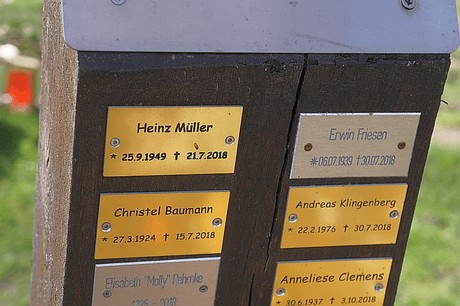 Heinz Müller
* 25.9.1949 † 21.7.2018
Christel Baumann
* 27.3.1924 † 15.7.2018
Elisabeth "Molly" Rehmke
Erwin Friesen
*06.07.1939 †30.07.2018
Andreas Klingenberg
* 22.2.1976 † 30.7.2018
Anneliese Clemens
* 30.6.1937 † 3.10.2018